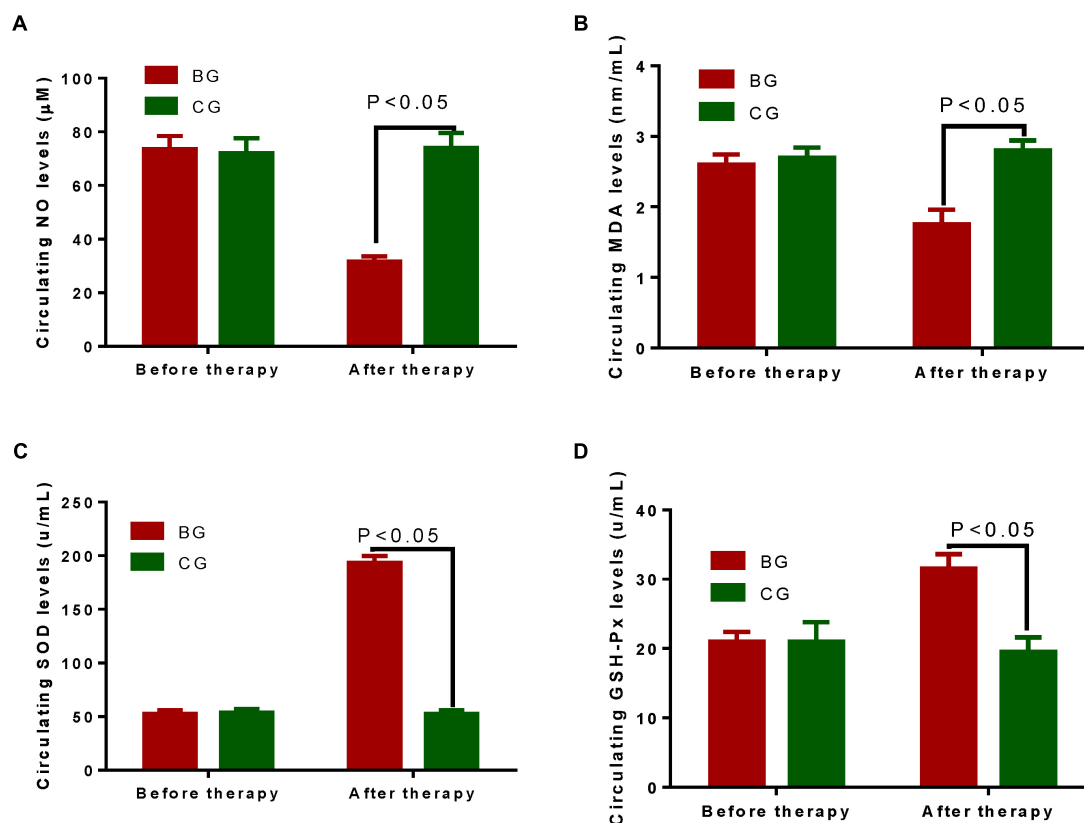 A
Circulating NO levels (µM)
100
80
60
40
20
0
BG
CG
P<0.05
Before therapy
After therapy
B
Circulating MDA levels (nm/mL)
4
3
2
1
0
BG
CG
P<0.05
Before therapy
After therapy
C
Circulating SOD levels (u/mL)
250
200
150
100
50
0
BG
CG
P<0.05
Before therapy
After therapy
D
Circulating GSH-Px levels (u/mL)
40
30
20
10
0
BG
CG
P<0.05
Before therapy
After therapy